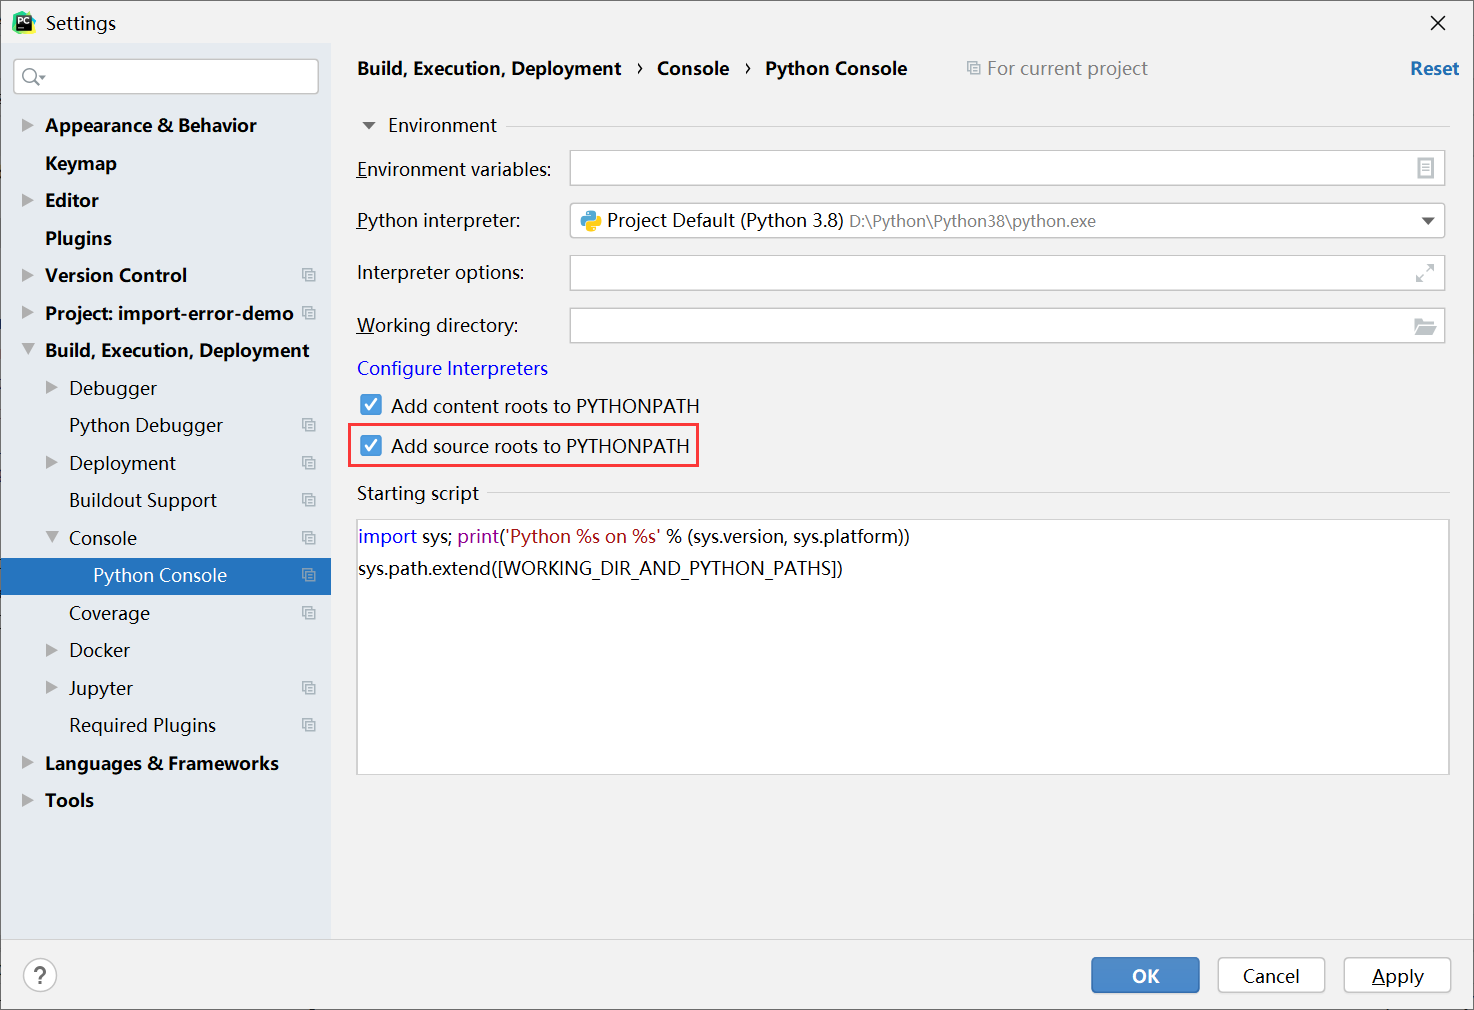 Settings
Build, Execution, Deployment › Console › Python Console For current project Reset
Appearance & Behavior
Keymap
Editor
Plugins
Version Control
Project: import-error-demo
Build, Execution, Deployment
Debugger
Python Debugger
Deployment
Buildout Support
Console
Python Console
Coverage
Docker
Jupyter
Required Plugins
Languages & Frameworks
Tools
Environment
Environment variables:
Python interpreter: Project Default (Python 3.8) D:\Python\Python38\python.exe
Interpreter options:
Working directory:
Configure Interpreters
Add content roots to PYTHONPATH
Add source roots to PYTHONPATH
Starting script
import sys; print('Python %s on %s' % (sys.version, sys.platform))
sys.path.extend([WORKING_DIR_AND_PYTHON_PATHS])
? OK Cancel Apply